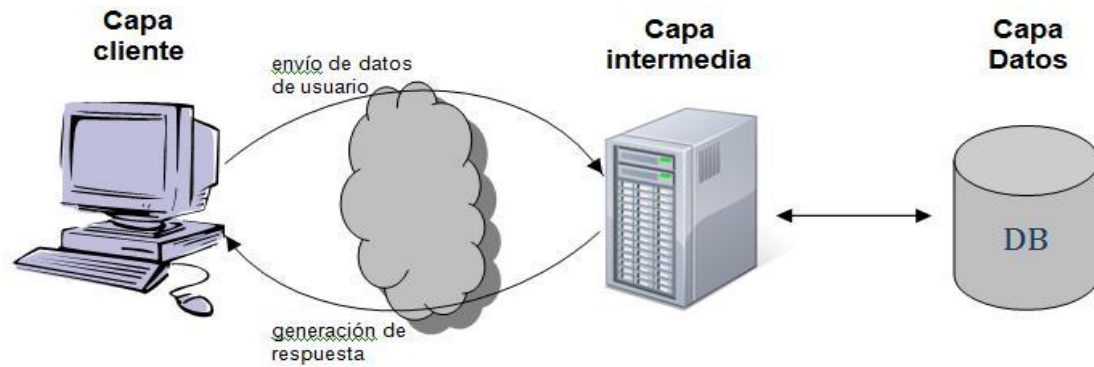 Capa
cliente
envío de datos
de usuario
Capa
intermedia
Capa
Datos
DB
generación de
respuesta